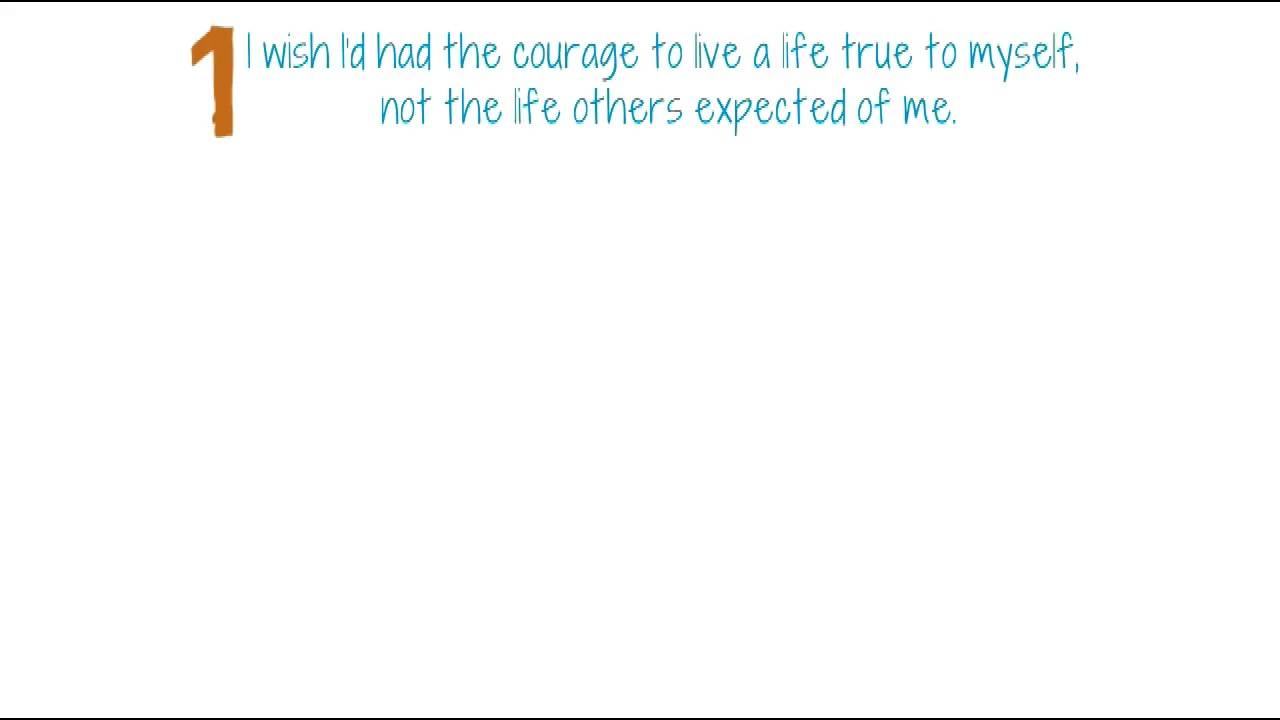 1 I wish I'd had the courage to live a life true to myself,
not the life others expected of me.